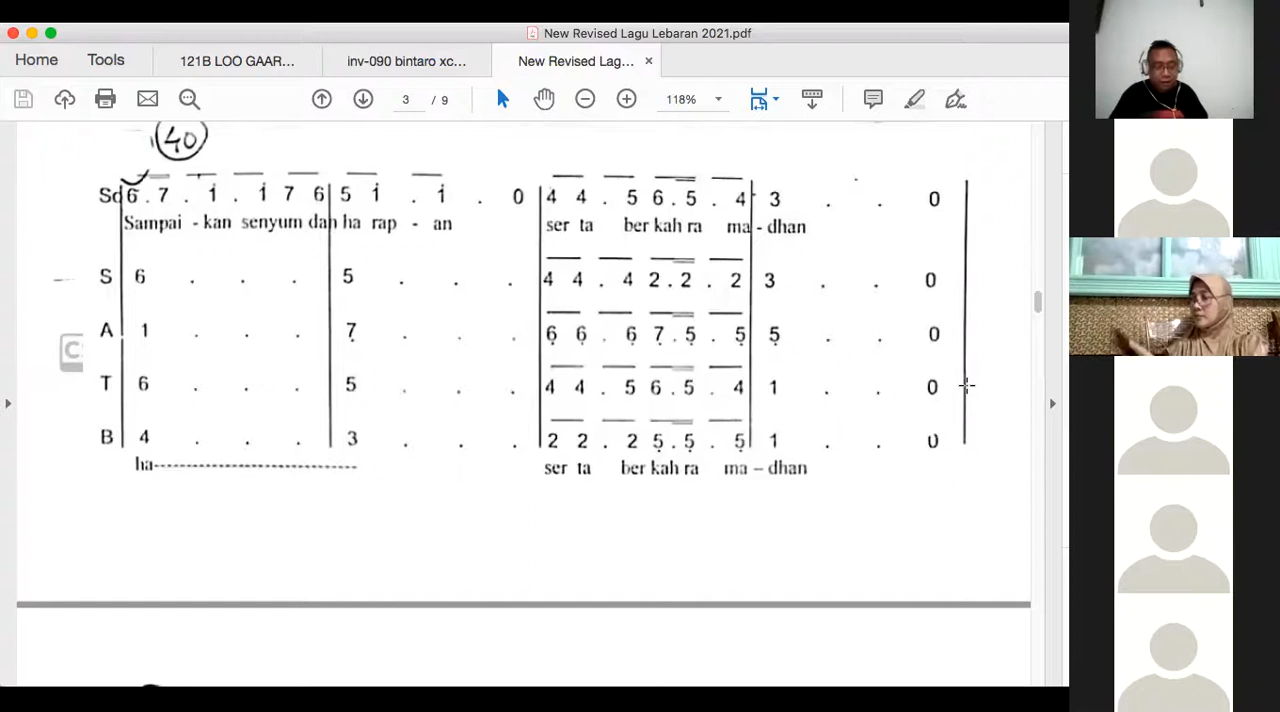 New Revised Lagu Lebaran 2021.pdf
Home Tools 121B LOO GAAR... inv-090 bintaro xc... New Revised Lag... ×
3 / 9 118%
40
So 6 . 7 . i . i 7 6 | 5 i . i . 0 | 4 4 . 5 6 . 5 . 4 | 3 . . 0
Sampai - kan senyum dan ha rap - an ser ta ber kah ra ma - dhan
S 6 . . . | 5 . . . | 4 4 . 4 2 . 2 . 2 | 3 . . 0
A 1 . . . | 7̣ . . . | 6̣ 6̣ . 6̣ 7̣ . 5̣ . 5̣ | 5̣ . . 0
T 6 . . . | 5 . . . | 4 4 . 5 6 . 5 . 4 | 1 . . 0
B 4 . . . | 3 . . . | 2 2 . 2 5̣ . 5̣ . 5̣ | 1 . . 0
ha------------------------------ ser ta ber kah ra ma – dhan